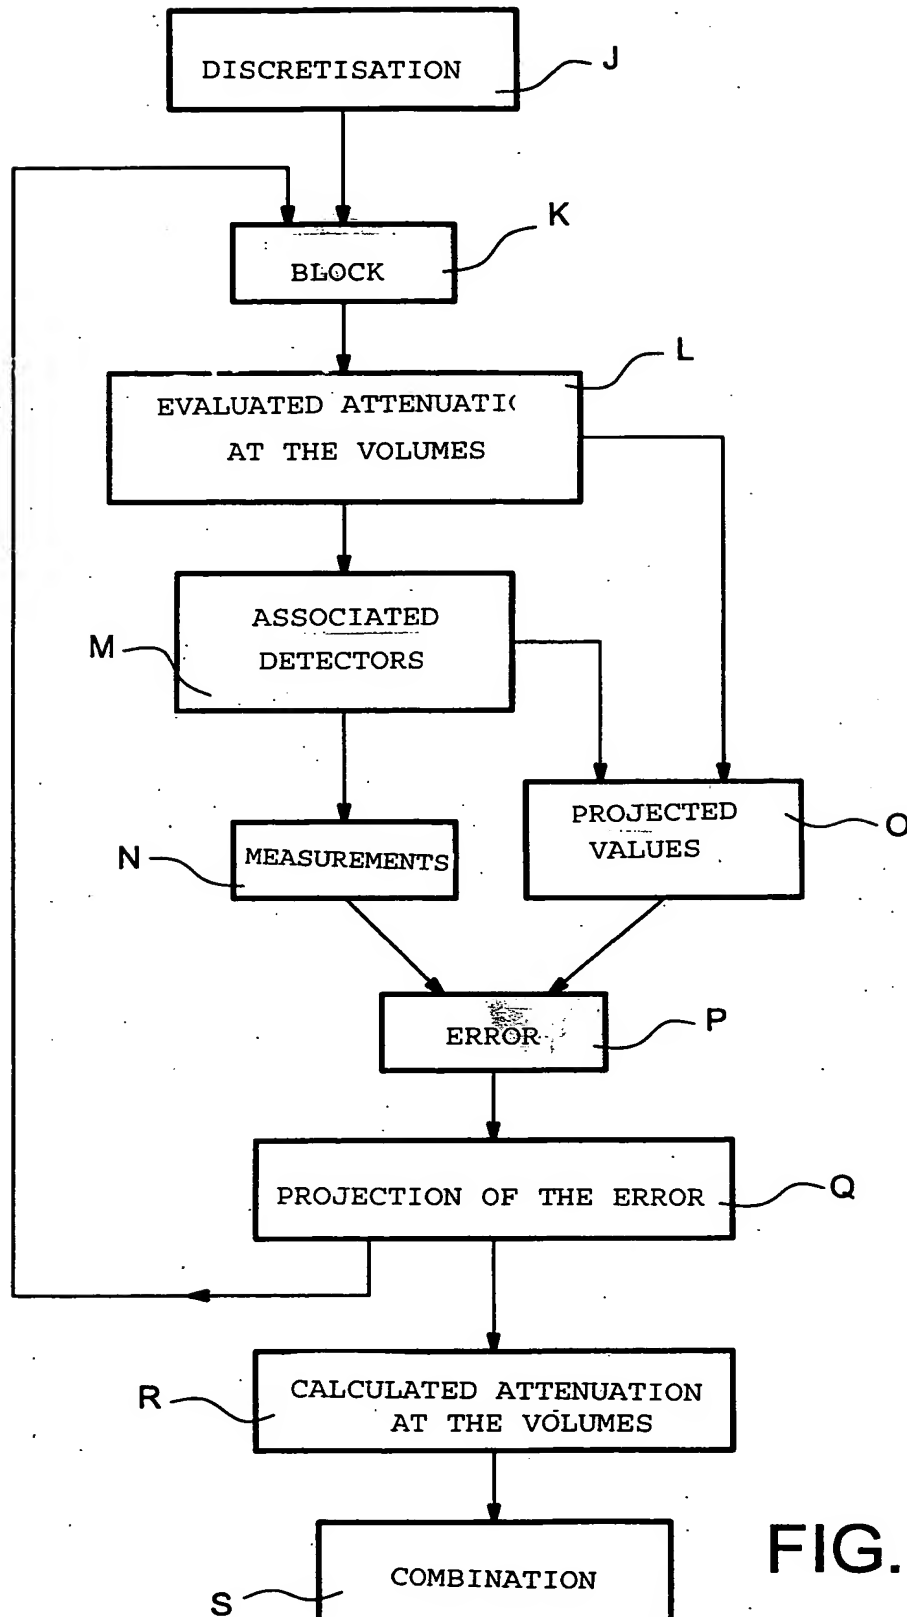 DISCRETISATION
J
K
BLOCK
L
EVALUATED ATTENUATI
AT THE VOLUMES
ASSOCIATED
DETECTORS
M
PROJECTED
VALUES
O
N
MEASUREMENTS
P
ERROR
PROJECTION OF THE ERROR
Q
CALCULATED ATTENUATION
AT THE VOLUMES
R
COMBINATION
S
FIG.